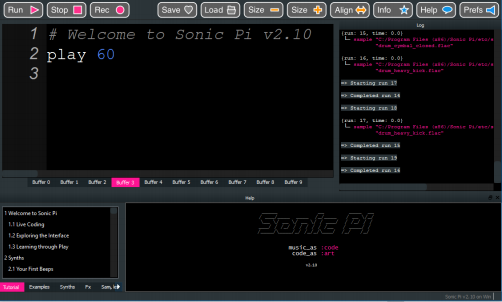 Run Stop Rec Save Load Size Size Align Info Help Prefs
1 # Welcome to Sonic Pi v2.10
2 play 60
3
Buffer 0 Buffer 1 Buffer 2 Buffer 3 Buffer 4 Buffer 5 Buffer 6 Buffer 7 Buffer 8 Buffer 9
Log
{run: 15, time: 0.0}
└─ sample "C:/Program Files (x86)/Sonic Pi/etc/s
"drum_cymbal_closed.flac"
{run: 16, time: 0.0}
└─ sample "C:/Program Files (x86)/Sonic Pi/etc/s
"drum_heavy_kick.flac"
=> Starting run 17
=> Completed run 14
=> Starting run 18
{run: 17, time: 0.0}
└─ sample "C:/Program Files (x86)/Sonic Pi/etc/s
"drum_heavy_kick.flac"
=> Completed run 15
=> Starting run 19
=> Completed run 16
Help
1 Welcome to Sonic Pi
1.1 Live Coding
1.2 Exploring the Interface
1.3 Learning through Play
2 Synths
2.1 Your First Beeps
Tutorial Examples Synths Fx Sam
Sonic Pi
music_as :code
code_as :art
v2.10
Sonic Pi v2.10 on Win